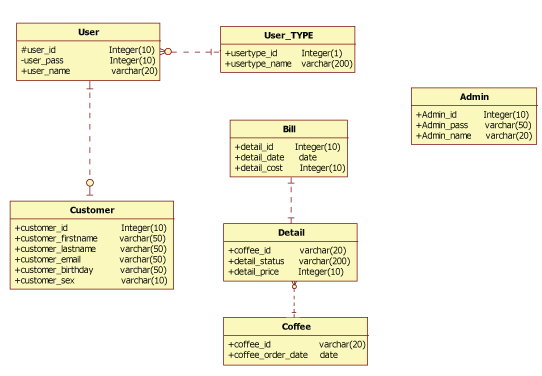 User
#user_id Integer(10)
-user_pass Integer(10)
+user_name varchar(20)
User_TYPE
+usertype_id Integer(1)
+usertype_name varchar(200)
Admin
+Admin_id Integer(10)
+Admin_pass varchar(50)
+Admin_name varchar(20)
Bill
+detail_id Integer(10)
+detail_date date
+detail_cost Integer(10)
Customer
+customer_id Integer(10)
+customer_firstname varchar(50)
+customer_lastname varchar(50)
+customer_email varchar(50)
+customer_birthday varchar(50)
+customer_sex varchar(10)
Detail
+coffee_id varchar(20)
+detail_status varchar(200)
+detail_price Integer(10)
Coffee
+coffee_id varchar(20)
+coffee_order_date date